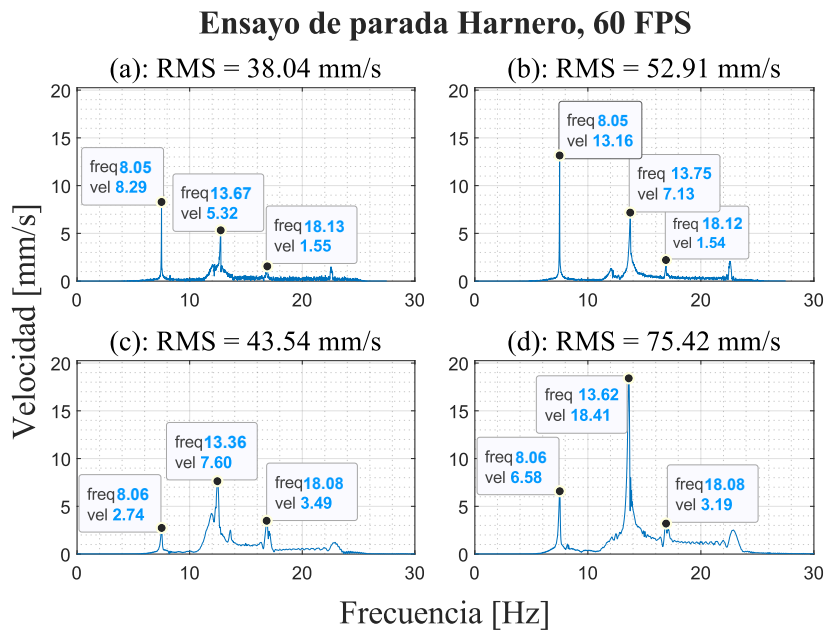 Ensayo de parada Harnero, 60 FPS
(a): RMS = 38.04 mm/s
(b): RMS = 52.91 mm/s
20
15
10
5
0
freq 8.05
vel 8.29
freq 13.67
vel 5.32
freq 18.13
vel 1.55
0
10
20
30
20
15
10
5
0
freq 8.05
vel 13.16
freq 13.75
vel 7.13
freq 18.12
vel 1.54
0
10
20
30
(c): RMS = 43.54 mm/s
(d): RMS = 75.42 mm/s
20
15
10
5
0
freq 8.06
vel 2.74
freq 13.36
vel 7.60
freq 18.08
vel 3.49
0
10
20
30
20
15
10
5
0
freq 8.06
vel 6.58
freq 13.62
vel 18.41
freq 18.08
vel 3.19
0
10
20
30
Velocidad [mm/s]
Frecuencia [Hz]